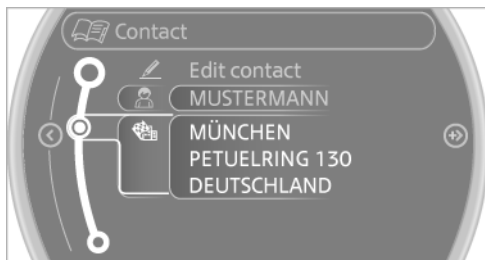 Contact
Edit contact
MUSTERMANN
MÜNCHEN
PETUELRING 130
DEUTSCHLAND